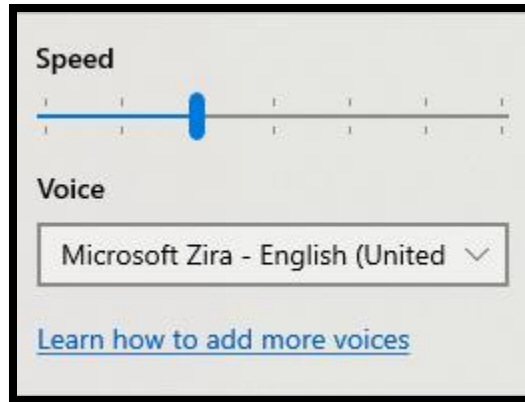 Speed
Voice
Microsoft Zira - English (United
Learn how to add more voices